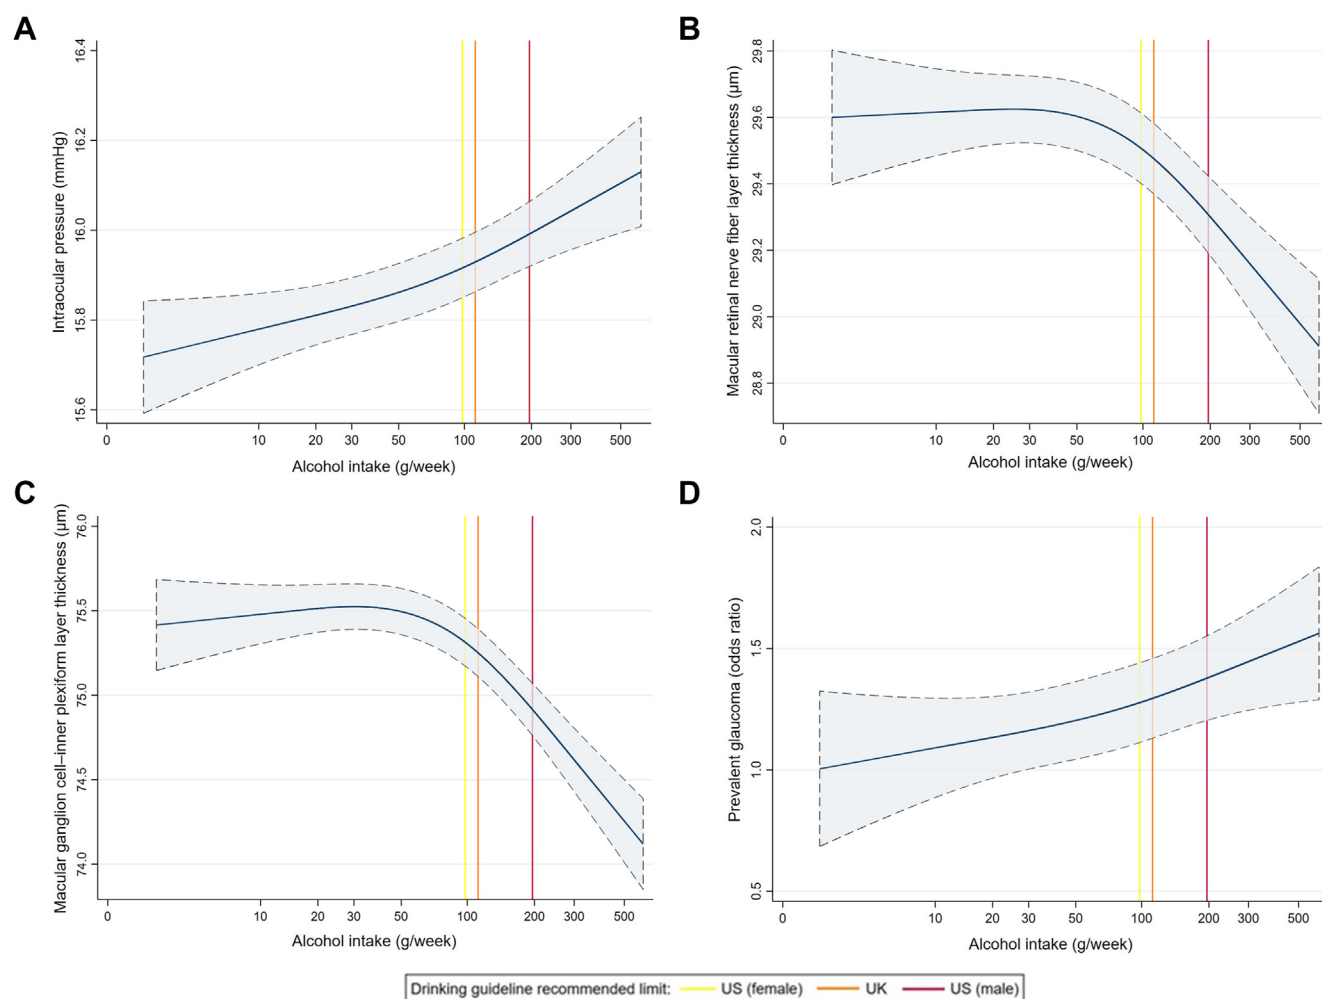 A
Intraocular pressure (mmHg)
16.4
16.2
16.0
15.8
15.6
0 10 20 30 50 100 200 300 500
Alcohol intake (g/week)
B
Macular retinal nerve fiber layer thickness (µm)
29.8
29.6
29.4
29.2
29.0
28.8
0 10 20 30 50 100 200 300 500
Alcohol intake (g/week)
C
Macular ganglion cell–inner plexiform layer thickness (µm)
76.0
75.5
75.0
74.5
74.0
0 10 20 30 50 100 200 300 500
Alcohol intake (g/week)
D
Prevalent glaucoma (odds ratio)
2.0
1.5
1.0
0.5
0 10 20 30 50 100 200 300 500
Alcohol intake (g/week)
Drinking guideline recommended limit: US (female) UK US (male)